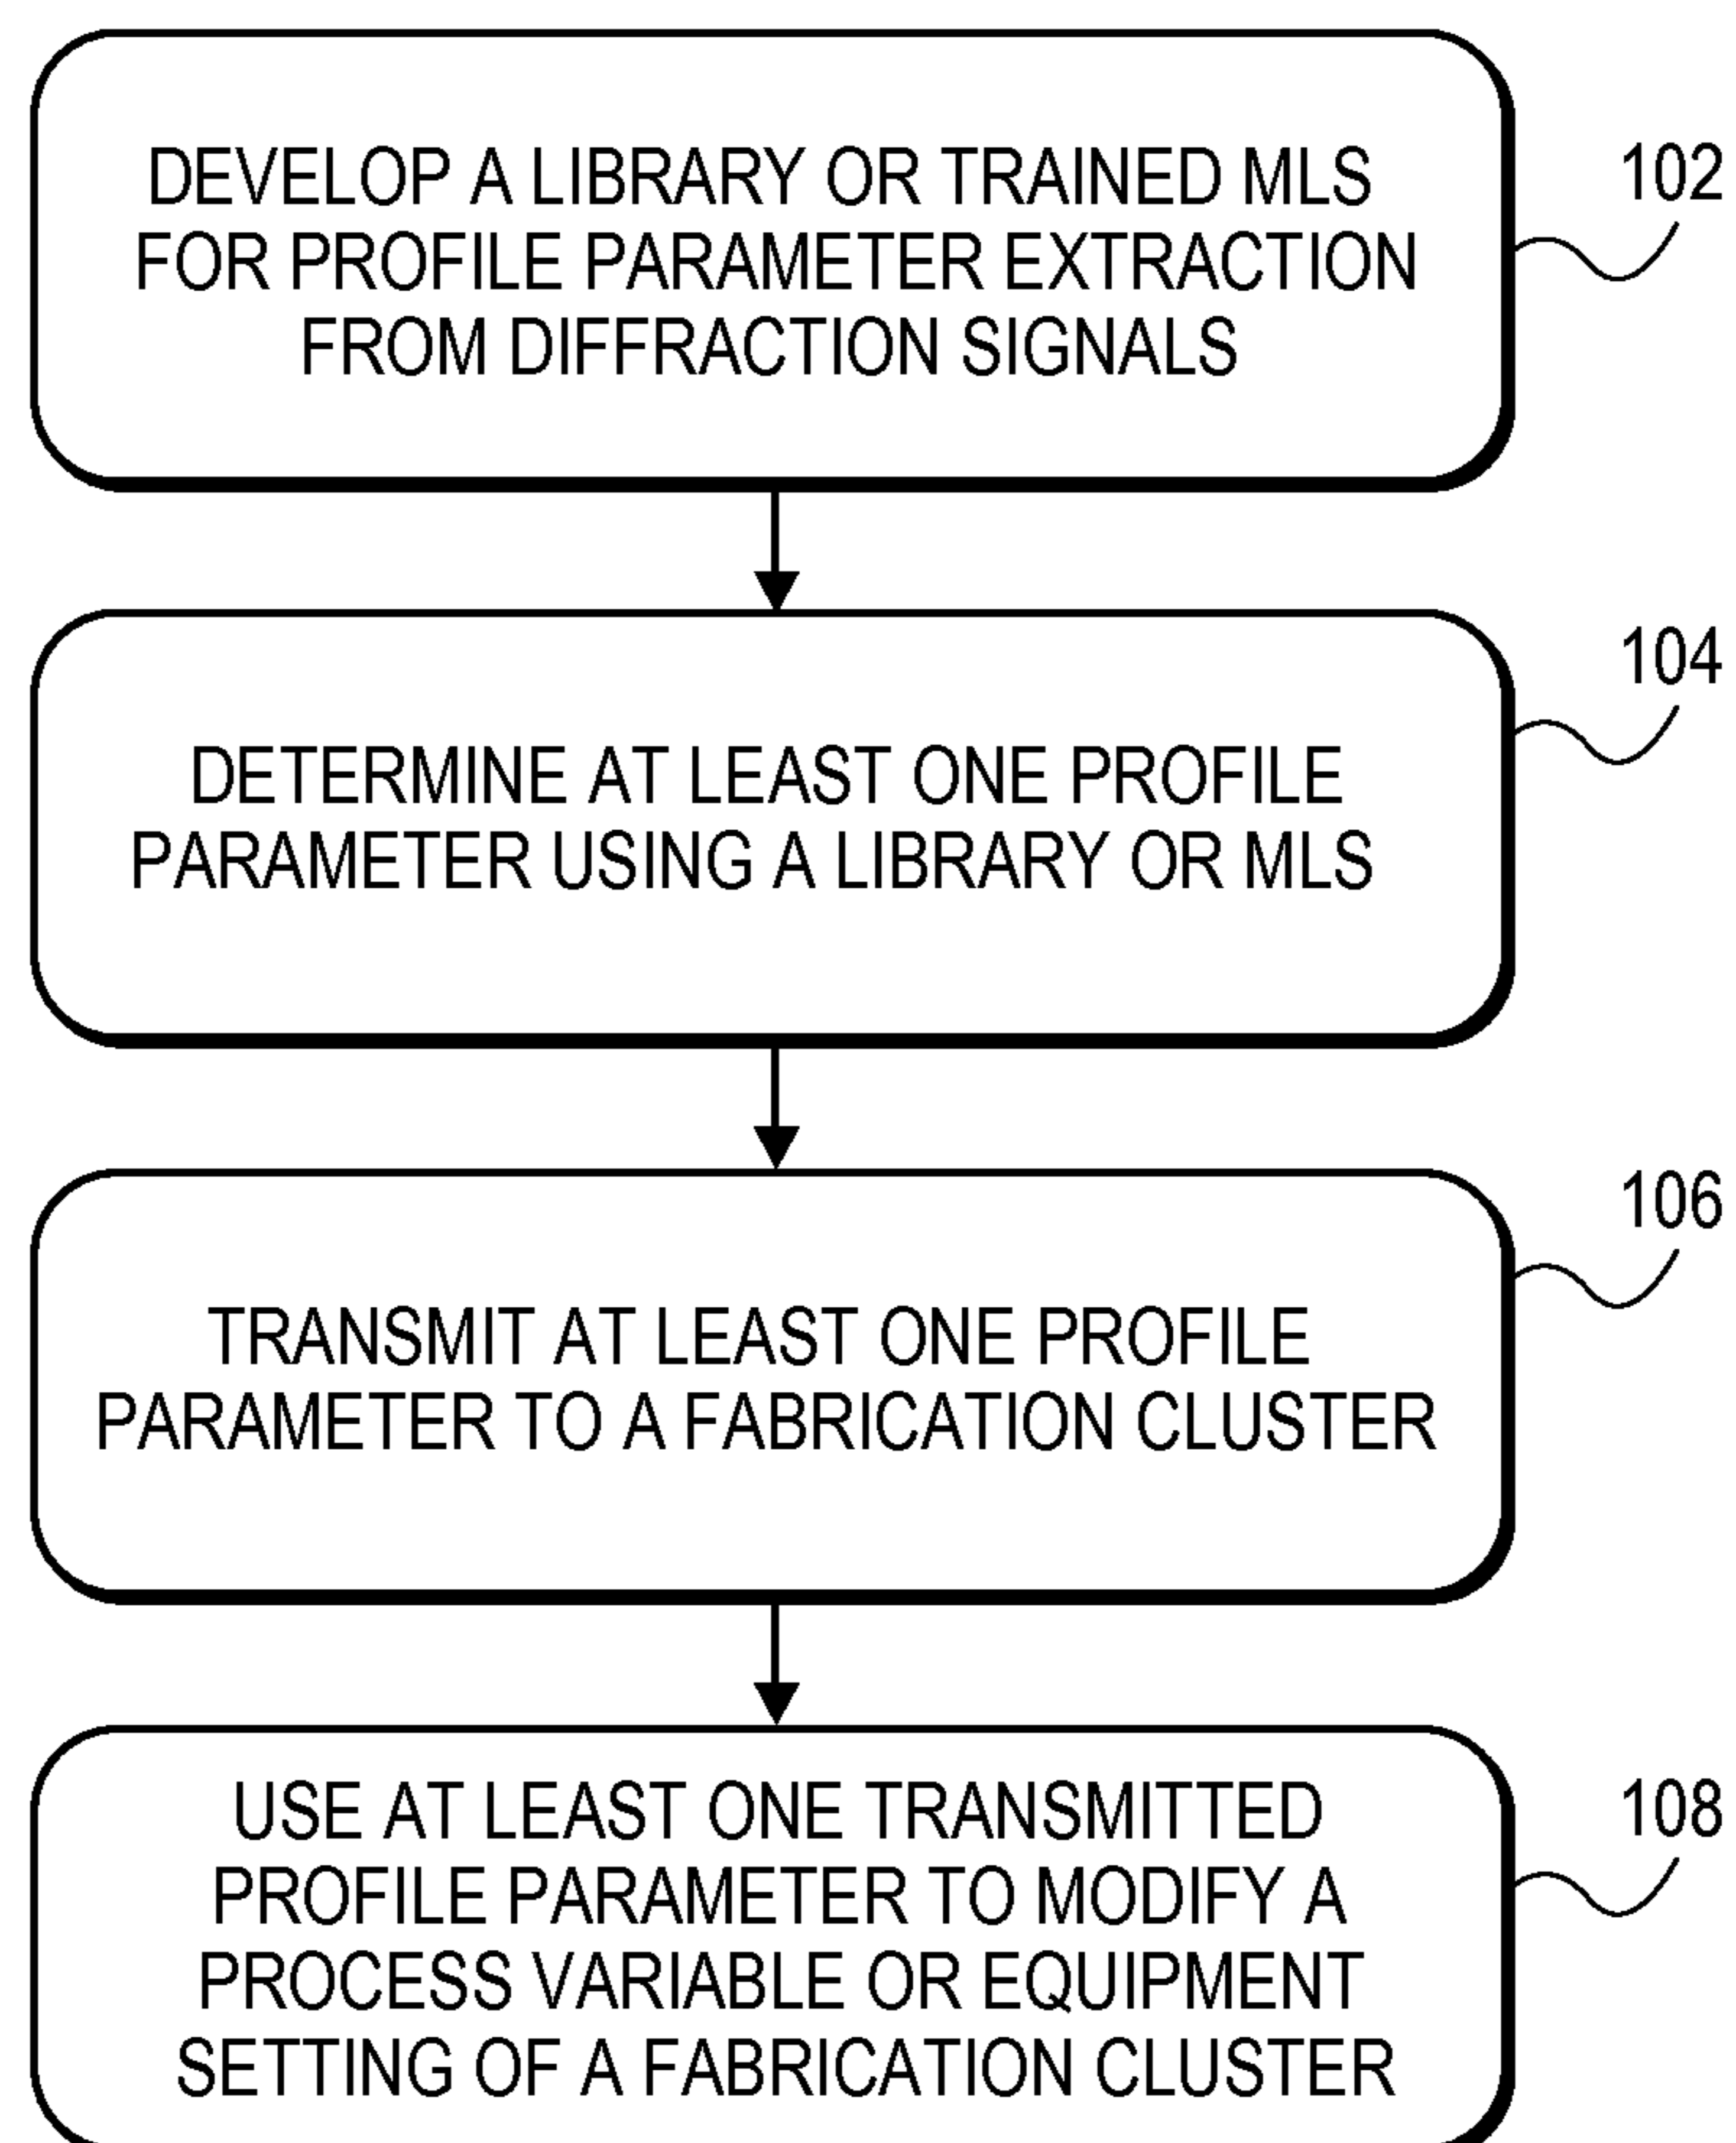 DEVELOP A LIBRARY OR TRAINED MLS
FOR PROFILE PARAMETER EXTRACTION
FROM DIFFRACTION SIGNALS
102
DETERMINE AT LEAST ONE PROFILE
PARAMETER USING A LIBRARY OR MLS
104
TRANSMIT AT LEAST ONE PROFILE
PARAMETER TO A FABRICATION CLUSTER
106
USE AT LEAST ONE TRANSMITTED
PROFILE PARAMETER TO MODIFY A
PROCESS VARIABLE OR EQUIPMENT
SETTING OF A FABRICATION CLUSTER
108